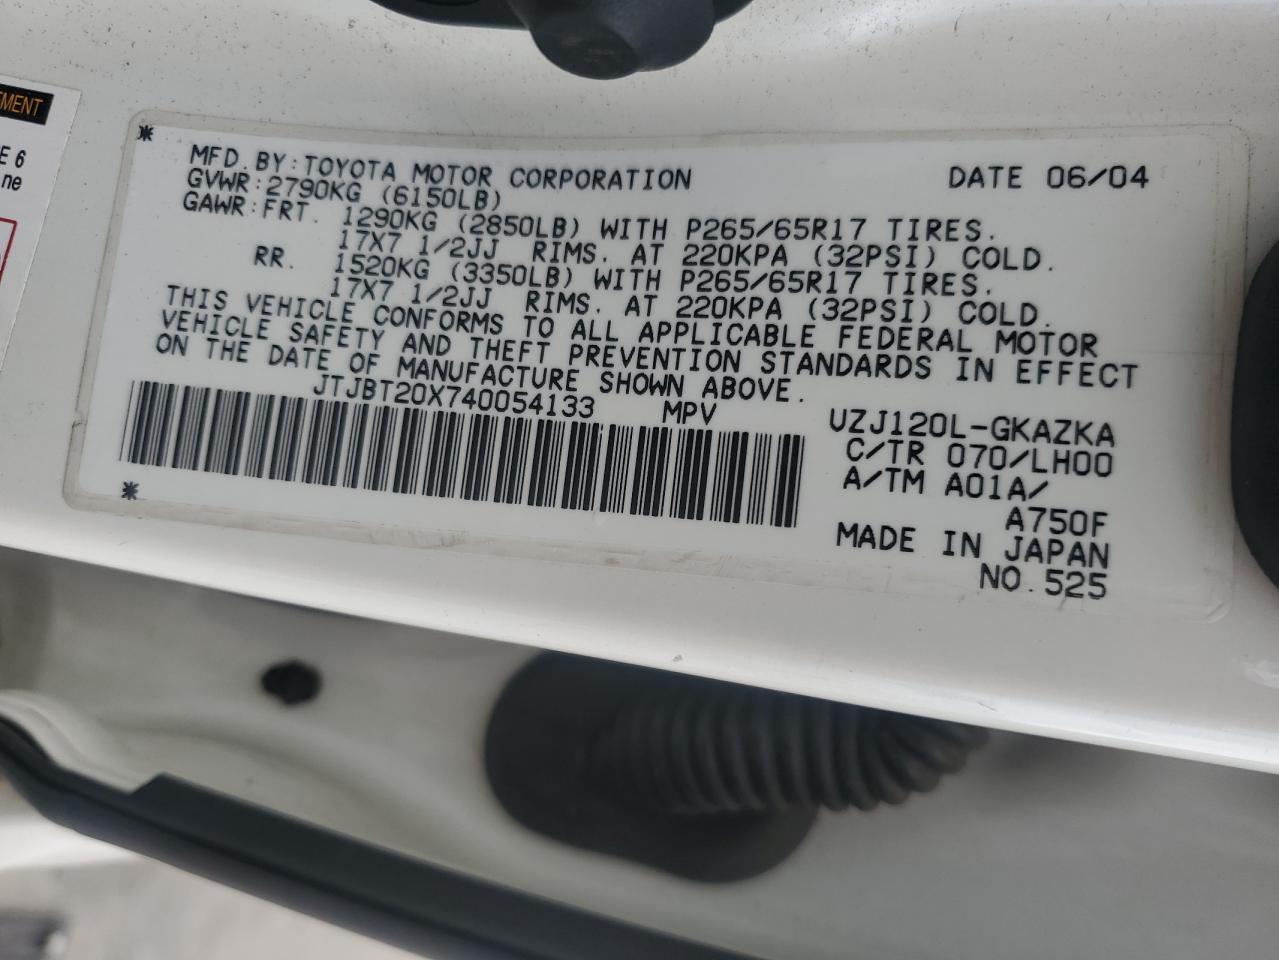 EMENT
E 6
ne
MFD. BY: TOYOTA MOTOR CORPORATION DATE 06/04
GVWR: 2790KG (6150LB)
GAWR: FRT. 1290KG (2850LB) WITH P265/65R17 TIRES.
17X7 1/2JJ RIMS. AT 220KPA (32PSI) COLD.
RR. 1520KG (3350LB) WITH P265/65R17 TIRES.
17X7 1/2JJ RIMS. AT 220KPA (32PSI) COLD.
THIS VEHICLE CONFORMS TO ALL APPLICABLE FEDERAL MOTOR
VEHICLE SAFETY AND THEFT PREVENTION STANDARDS IN EFFECT
ON THE DATE OF MANUFACTURE SHOWN ABOVE.
JTJBT20X740054133 MPV
UZJ120L-GKAZKA
C/TR 070/LH00
A/TM A01A/
A750F
MADE IN JAPAN
NO.525